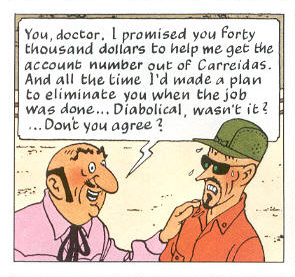 You, doctor. I promised you forty
thousand dollars to help me get the
account number out of Carreidas.
And all the time I'd made a plan
to eliminate you when the job
was done... Diabolical, wasn't it?
...Don't you agree?